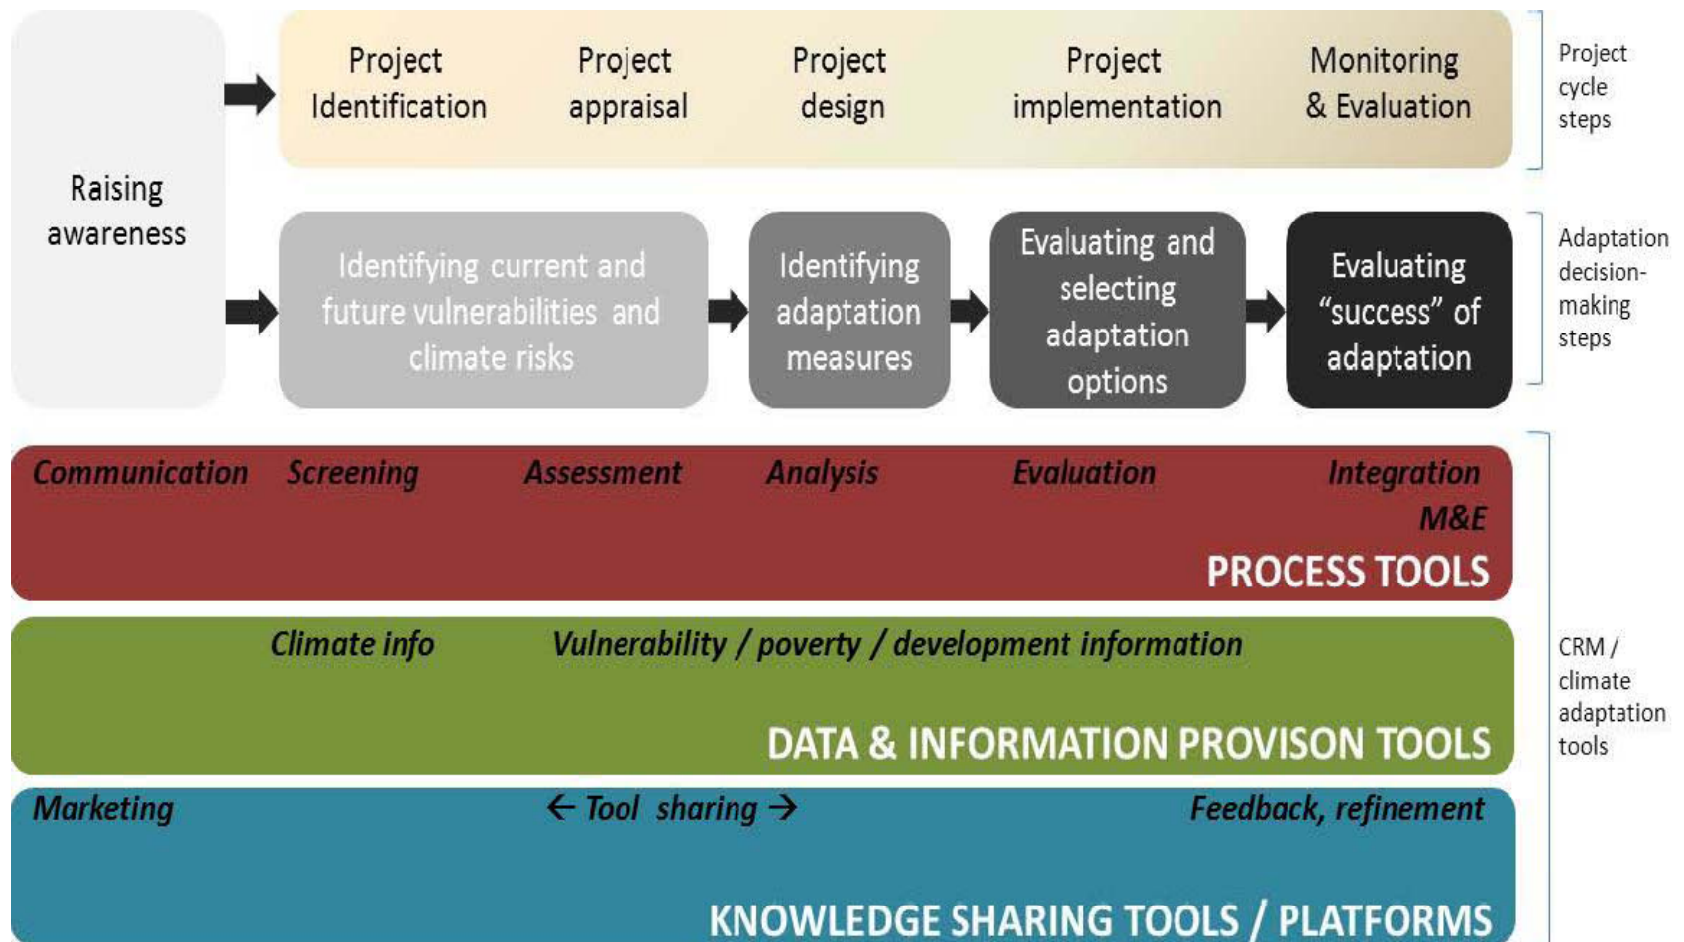 Raising
awareness
Project
Identification
Project
appraisal
Project
design
Project
implementation
Monitoring
& Evaluation
Project
cycle
steps
Identifying current and
future vulnerabilities and
climate risks
Identifying
adaptation
measures
Evaluating and
selecting
adaptation
options
Evaluating
“success” of
adaptation
Adaptation
decision-
making
steps
Communication Screening Assessment Analysis Evaluation Integration
M&E
PROCESS TOOLS
Climate info Vulnerability / poverty / development information
DATA & INFORMATION PROVISON TOOLS
Marketing ← Tool sharing → Feedback, refinement
KNOWLEDGE SHARING TOOLS / PLATFORMS
CRM /
climate
adaptation
tools